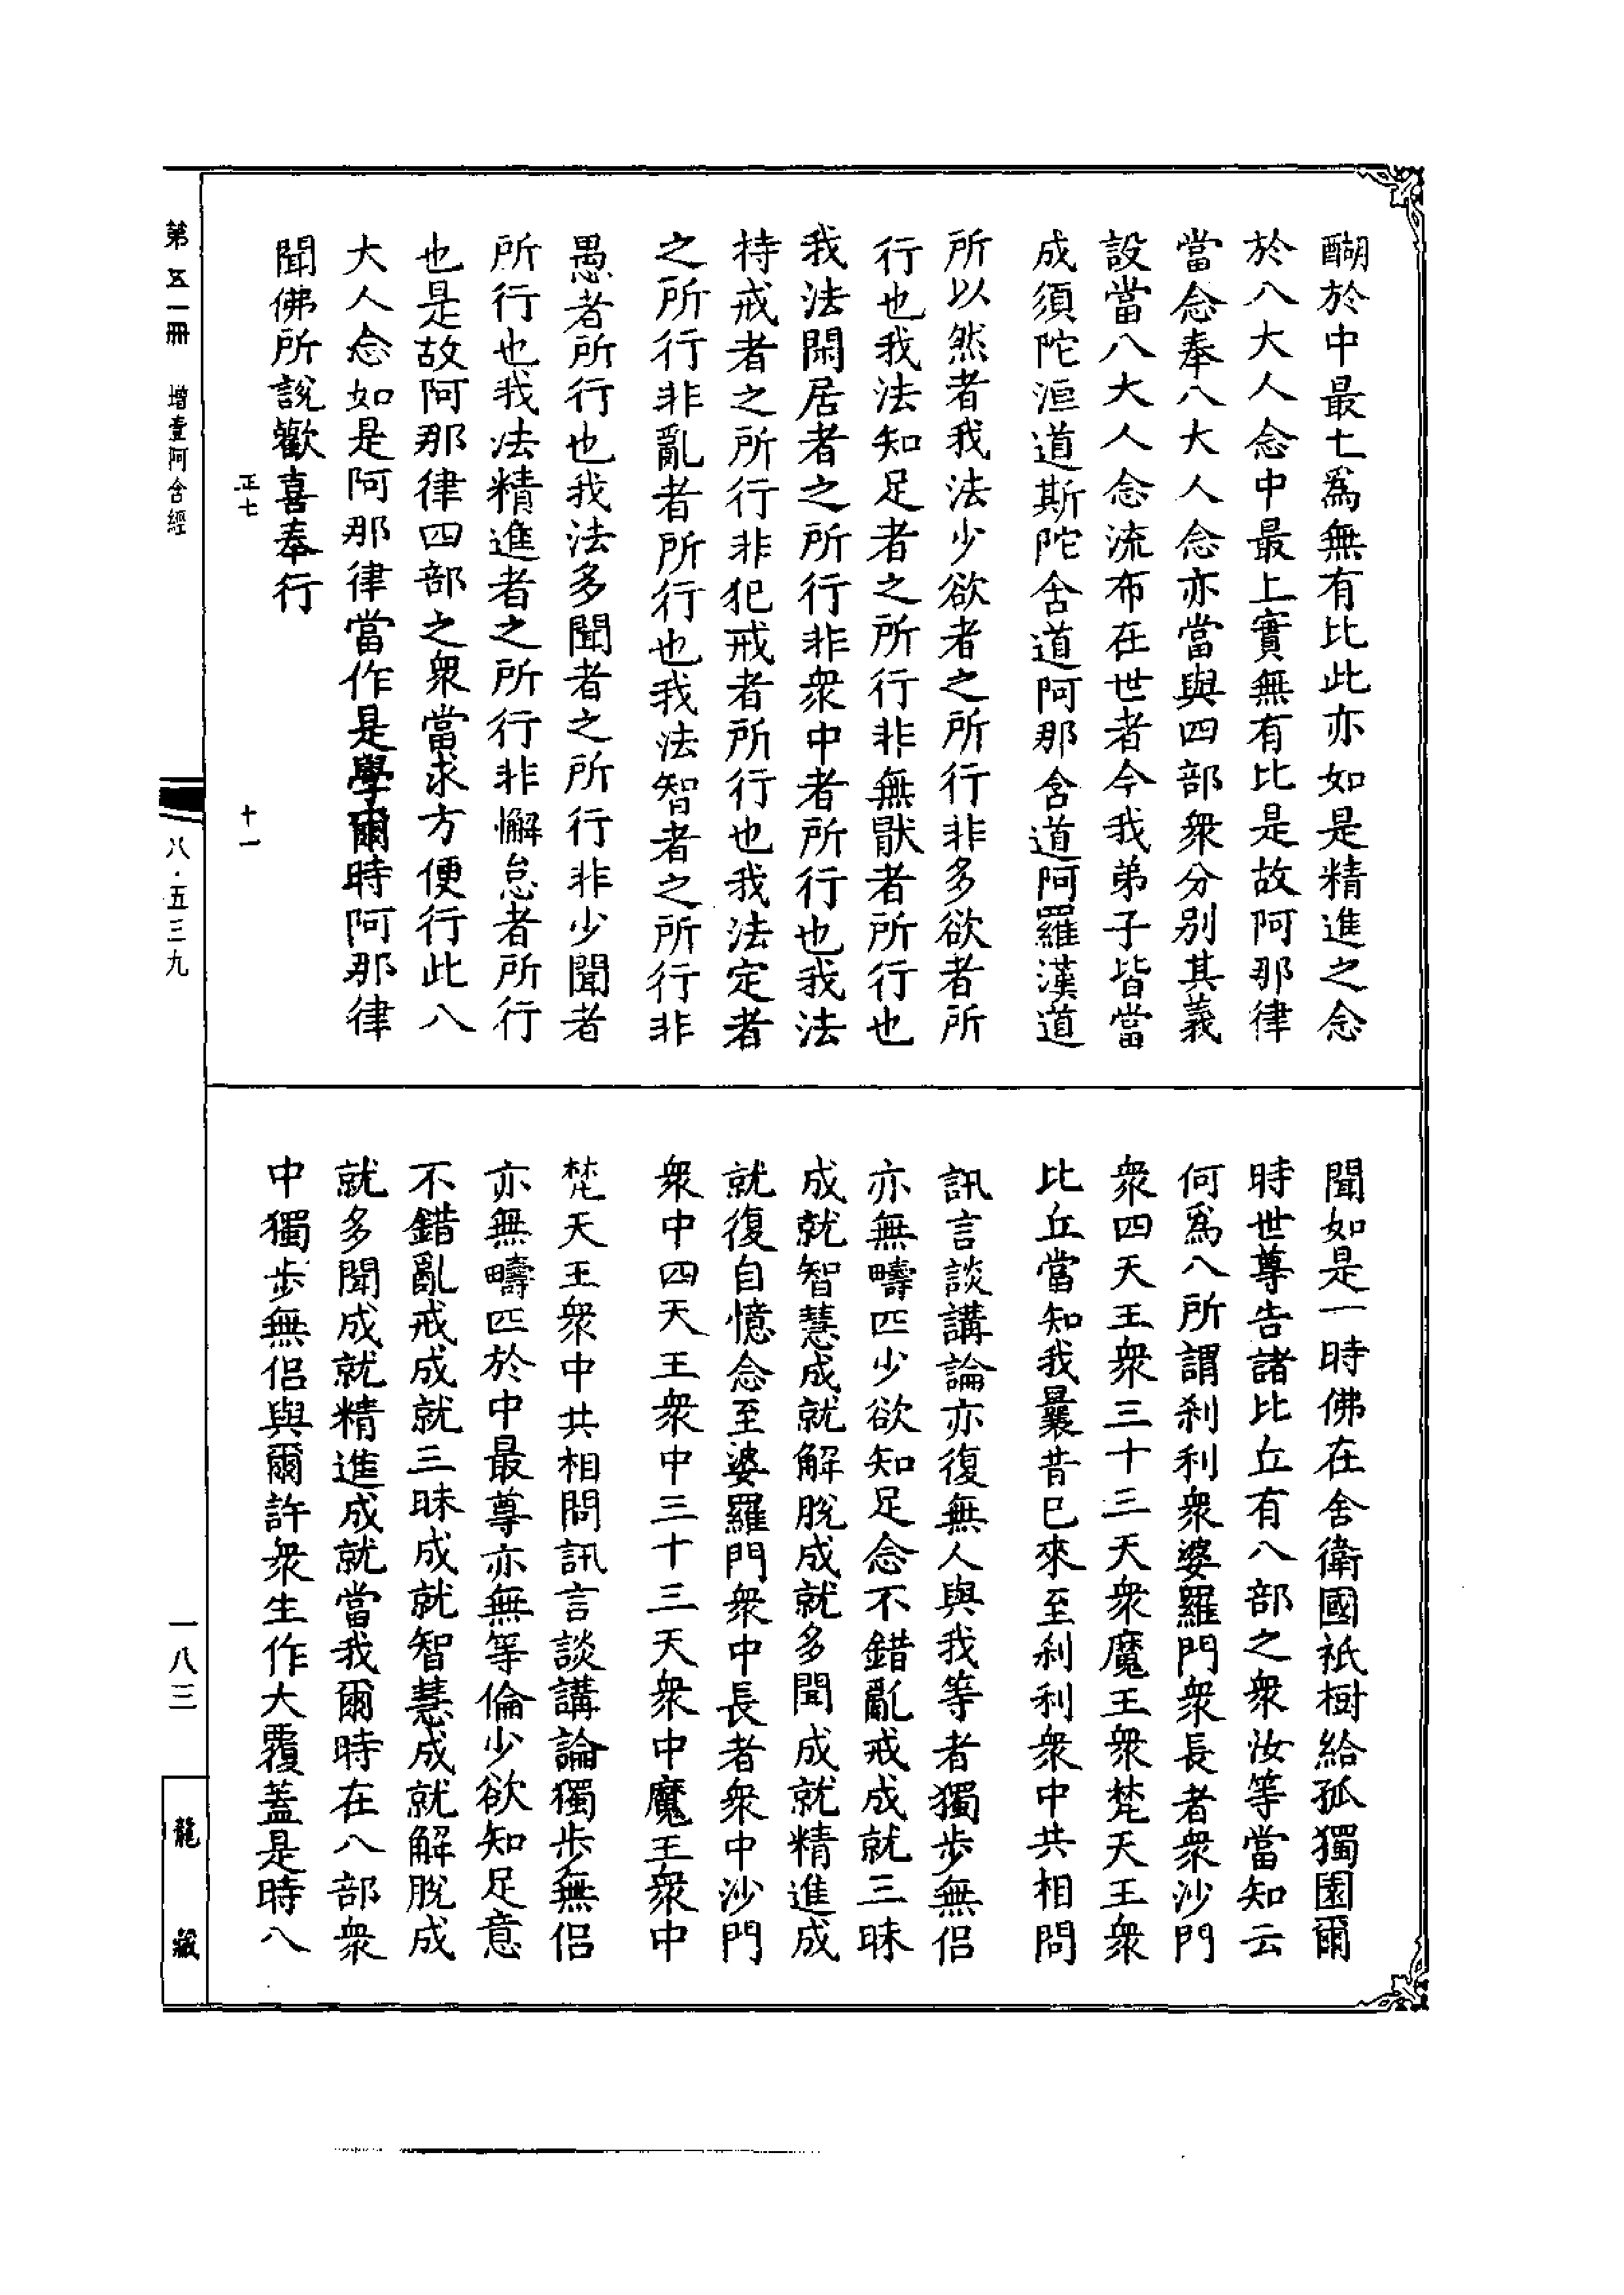 醐於中最上爲無有比此亦如是精進之念
於八大人念中最上實無有比是故阿那律
當念奉八大人念亦當與四部衆分別其義
設當八大人念流布在世者今我弟子皆當
成須陀洹道斯陀含道阿那含道阿羅漢道
所以然者我法少欲者之所行非多欲者所
行也我法知足者之所行非無厭者所行也
我法閑居者之所行非衆中者所行也我法
持戒者之所行非犯戒者所行也我法定者
之所行非亂者所行也我法智者之所行非
愚者所行也我法多聞者之所行非少聞者
所行也我法精進者之所行非懈怠者所行
也是故阿那律四部之衆當求方便行此八
大人念如是阿那律當作是學爾時阿那律
聞佛所說歡喜奉行
正七 十一
聞如是一時佛在舍衛國祇樹給孤獨園爾
時世尊告諸比丘有八部之衆汝等當知云
何爲八所謂刹利衆婆羅門衆長者衆沙門
衆四天王衆三十三天衆魔王衆梵天王衆
比丘當知我曩昔已來至刹利衆中共相問
訊言談講論亦復無人與我等者獨步無侶
亦無疇匹少欲知足念不錯亂戒成就三昧
成就智慧成就解脫成就多聞成就精進成
就復自憶念至婆羅門衆中長者衆中沙門
衆中四天王衆中三十三天衆中魔王衆中
梵天王衆中共相問訊言談講論獨步無侶
亦無疇匹於中最尊亦無等倫少欲知足意
不錯亂戒成就三昧成就智慧成就解脫成
就多聞成就精進成就當我爾時在八部衆
中獨步無侶與爾許衆生作大覆蓋是時八
第五一冊 增壹阿含經
八·五三九
一八三
龍藏